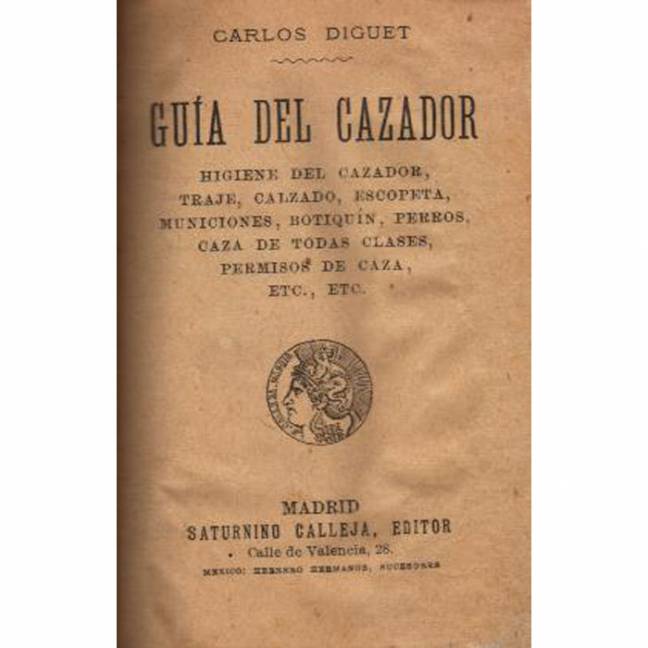 CARLOS DIGUET
GUÍA DEL CAZADOR
HIGIENE DEL CAZADOR,
TRAJE, CALZADO, ESCOPETA,
MUNICIONES, BOTIQUÍN, PERROS,
CAZA DE TODAS CLASES,
PERMISOS DE CAZA,
ETC., ETC.
MADRID
SATURNINO CALLEJA, EDITOR
Calle de Valencia, 28.
MEXICO: HERRERO HERMANOS, SUCESORES